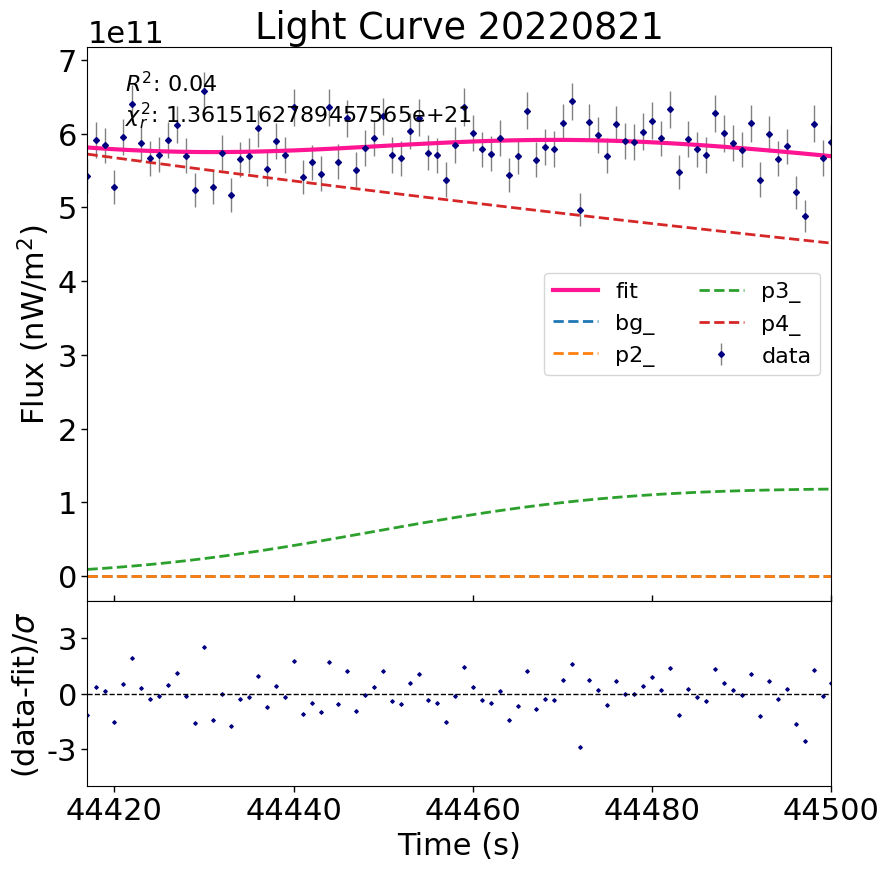 Light Curve 20220821
1e11
R²: 0.04
χ²ᵣ: 1.3615162789457565e+21
7
6
5
4
3
2
1
0
Flux (nW/m²)
fit
bg_
p2_
p3_
p4_
data
3
0
-3
(data-fit)/σ
44420 44440 44460 44480 44500
Time (s)